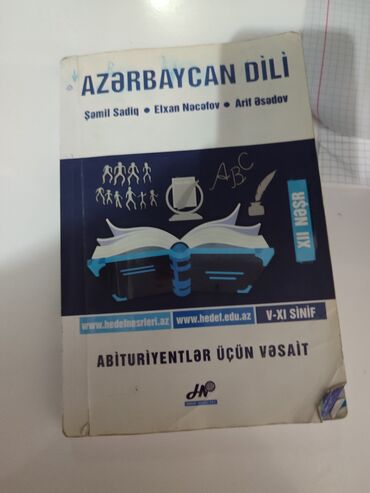 AZƏRBAYCAN DİLİ
Şəmil Sadiq • Elxan Nəcəfov • Arif Əsədov
ABC
XII NƏŞR
www.hedefnesrleri.az www.hedef.edu.az V-XI SİNİF
ABİTURİYENTLƏR ÜÇÜN VƏSAİT